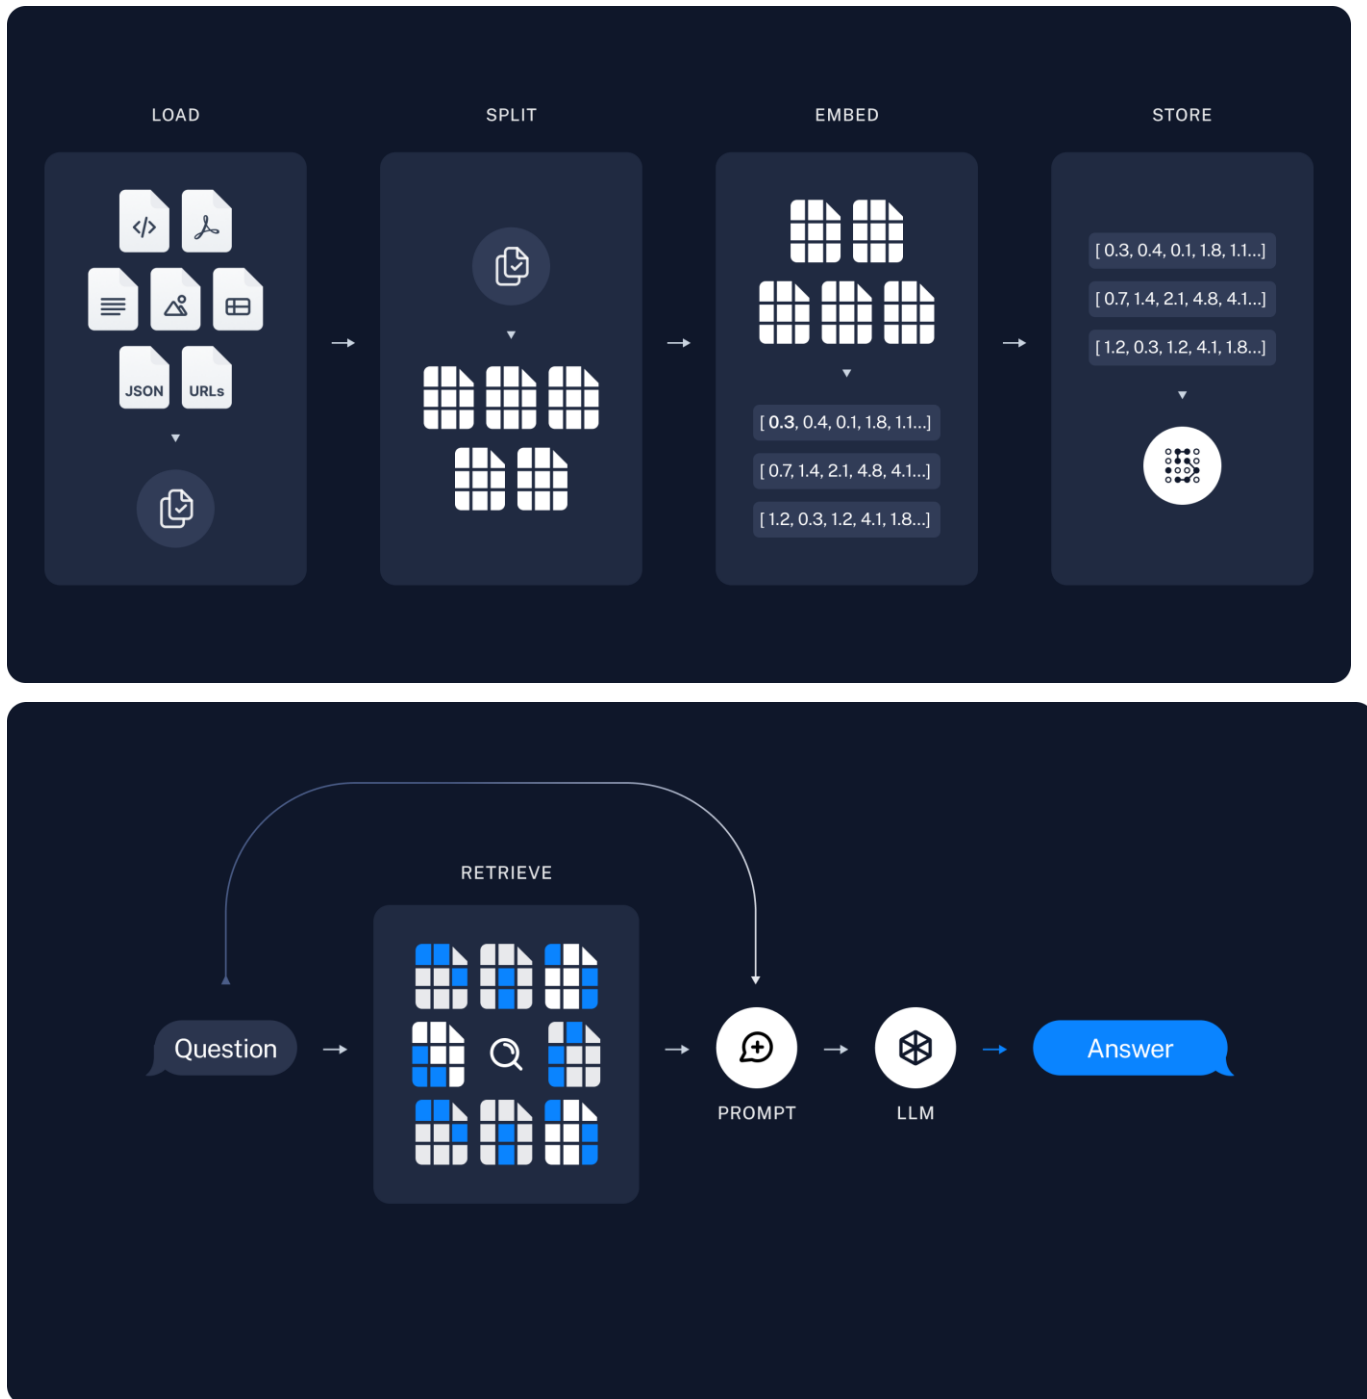 LOAD
SPLIT
EMBED
STORE
JSON
URLs
[ 0.3, 0.4, 0.1, 1.8, 1.1...]
[ 0.7, 1.4, 2.1, 4.8, 4.1...]
[ 1.2, 0.3, 1.2, 4.1, 1.8...]
[ 0.3, 0.4, 0.1, 1.8, 1.1...]
[ 0.7, 1.4, 2.1, 4.8, 4.1...]
[ 1.2, 0.3, 1.2, 4.1, 1.8...]
RETRIEVE
Question
PROMPT
LLM
Answer